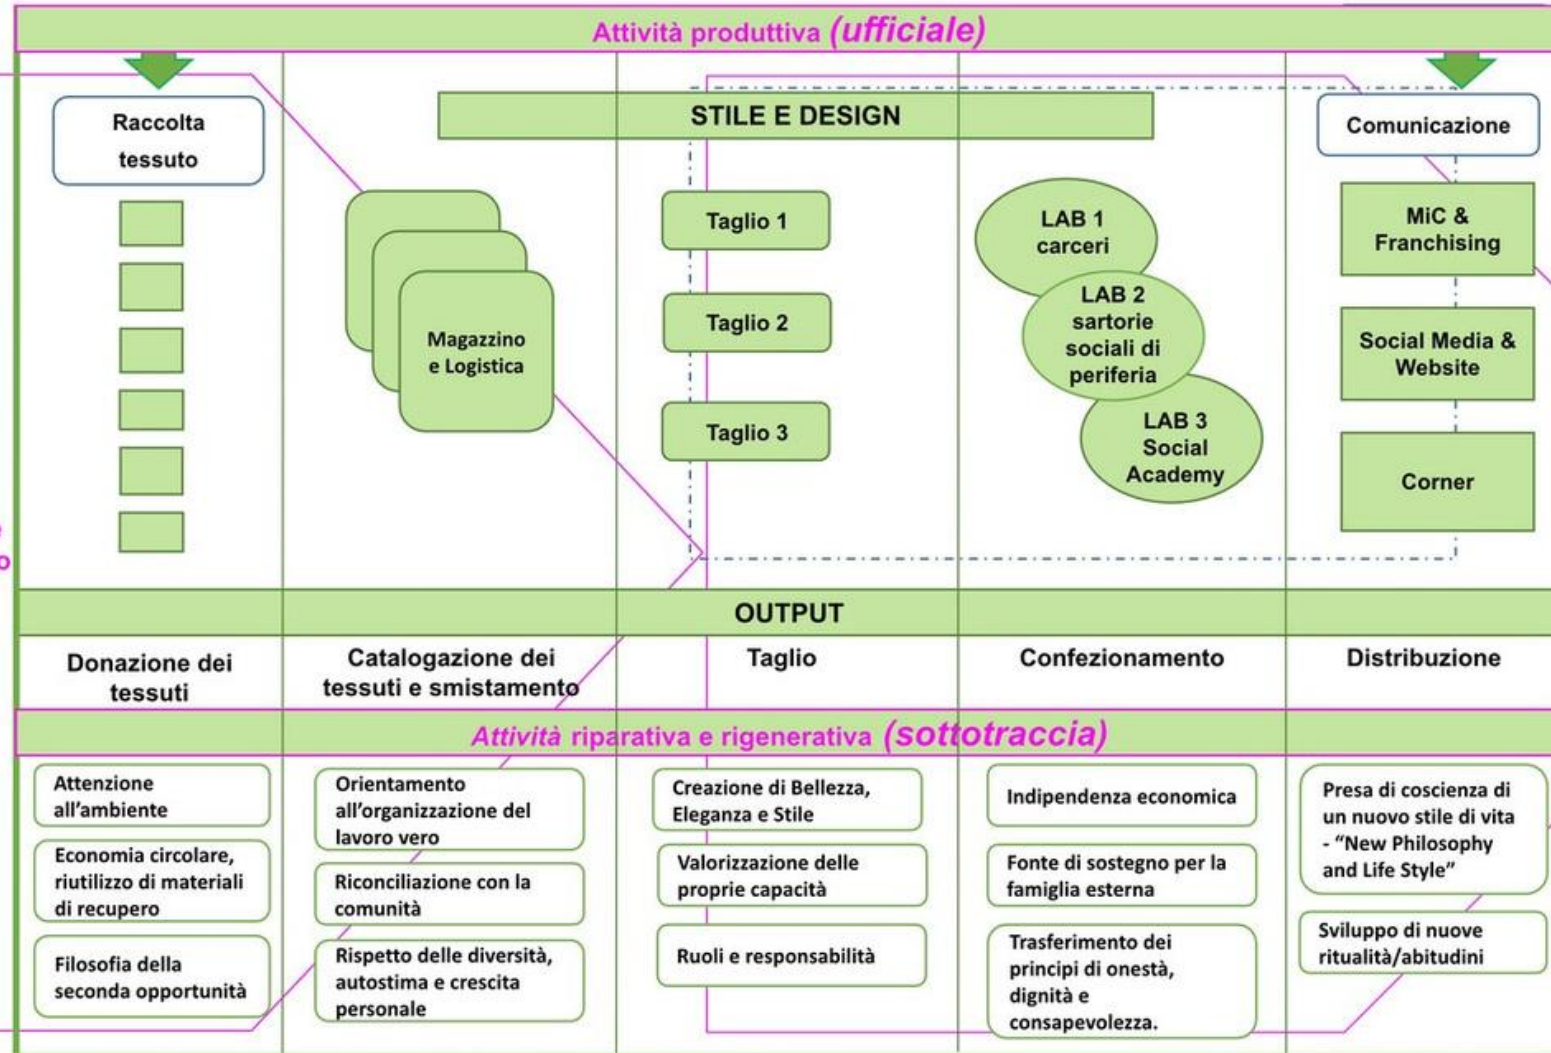 Attività produttiva (ufficiale)
Raccolta
tessuto
STILE E DESIGN
Comunicazione
Magazzino
e Logistica
Taglio 1
Taglio 2
Taglio 3
LAB 1
carceri
LAB 2
sartorie
sociali di
periferia
LAB 3
Social
Academy
MiC &
Franchising
Social Media &
Website
Corner
o
OUTPUT
Donazione dei
tessuti
Catalogazione dei
tessuti e smistamento
Taglio
Confezionamento
Distribuzione
Attività riparativa e rigenerativa (sottotraccia)
Attenzione
all'ambiente
Economia circolare,
riutilizzo di materiali
di recupero
Filosofia della
seconda opportunità
Orientamento
all'organizzazione del
lavoro vero
Riconciliazione con la
comunità
Rispetto delle diversità,
autostima e crescita
personale
Creazione di Bellezza,
Eleganza e Stile
Valorizzazione delle
proprie capacità
Ruoli e responsabilità
Indipendenza economica
Fonte di sostegno per la
famiglia esterna
Trasferimento dei
principi di onestà,
dignità e
consapevolezza.
Presa di coscienza di
un nuovo stile di vita
- “New Philosophy
and Life Style”
Sviluppo di nuove
ritualità/abitudini